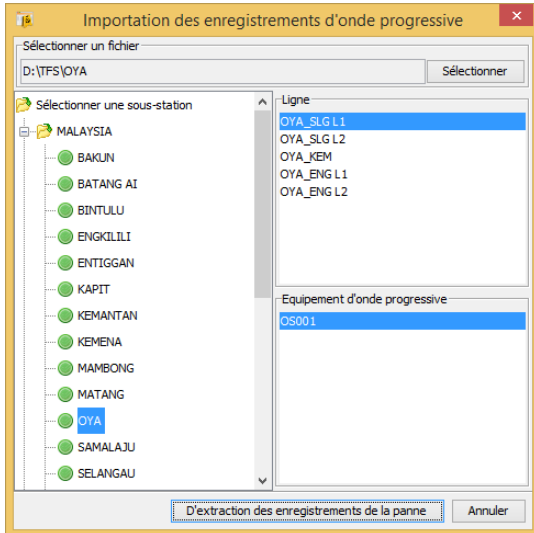 Importation des enregistrements d'onde progressive
Sélectionner un fichier
D:\TFS\OYA
Sélectionner
Sélectionner une sous-station
MALAYSIA
BAKUN
BATANG AI
BINTULU
ENGKILILI
ENTIGGAN
KAPIT
KEMANTAN
KEMENA
MAMBONG
MATANG
OYA
SAMALAJU
SELANGAU
Ligne
OYA_SLG L1
OYA_SLG L2
OYA_KEM
OYA_ENG L1
OYA_ENG L2
Equipement d'onde progressive
OS001
D'extraction des enregistrements de la panne
Annuler